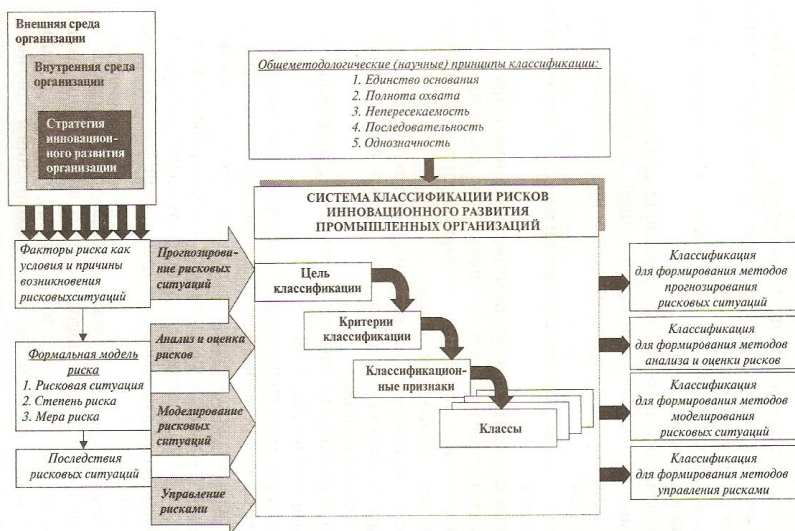 Внешняя среда
организации
Внутренняя среда
организации
Стратегия
инновацион-
ного развития
организации
Общеметодологические (научные) принципы классификации:
1. Единство основания
2. Полнота охвата
3. Непересекаемость
4. Последовательность
5. Однозначность
СИСТЕМА КЛАССИФИКАЦИИ РИСКОВ
ИННОВАЦИОННОГО РАЗВИТИЯ
ПРОМЫШЛЕННЫХ ОРГАНИЗАЦИЙ
Факторы риска как
условия и причины
возникновения
рисковыхситуаций
Формальная модель
риска
1. Рисковая ситуация
2. Степень риска
3. Мера риска
Последствия
рисковых ситуаций
Прогнозирова-
ние рисковых
ситуаций
Анализ и оценка
рисков
Моделирование
рисковых
ситуаций
Управление
рисками
Цель
классификации
Критерии
классификации
Классификацион-
ные признаки
Классы
Классификация
для формирования методов
прогнозирования
рисковых ситуаций
Классификация
для формирования методов
анализа и оценки рисков
Классификация
для формирования методов
моделирования
рисковых ситуаций
Классификация
для формирования методов
управления рисками